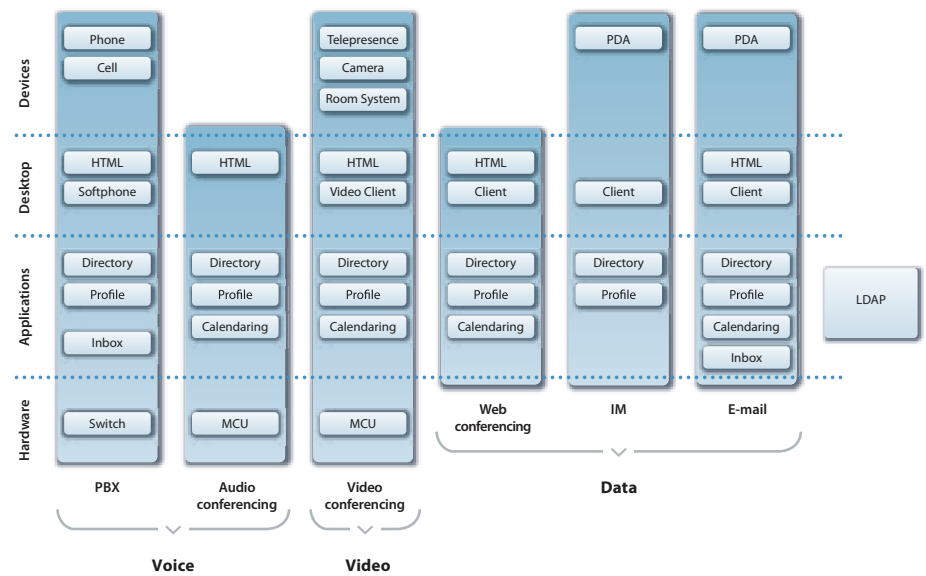 Devices
Phone
Telepresence
PDA
PDA
Cell
Camera
Room System
Desktop
HTML
HTML
HTML
HTML
HTML
Softphone
Video Client
Client
Client
Client
Applications
Directory
Directory
Directory
Directory
Directory
Directory
Profile
Profile
Profile
Profile
Profile
Profile
LDAP
Inbox
Calendaring
Calendaring
Calendaring
Calendaring
Inbox
Hardware
Switch
MCU
MCU
Web
conferencing
IM
E-mail
PBX
Audio
conferencing
Video
conferencing
Data
Voice
Video